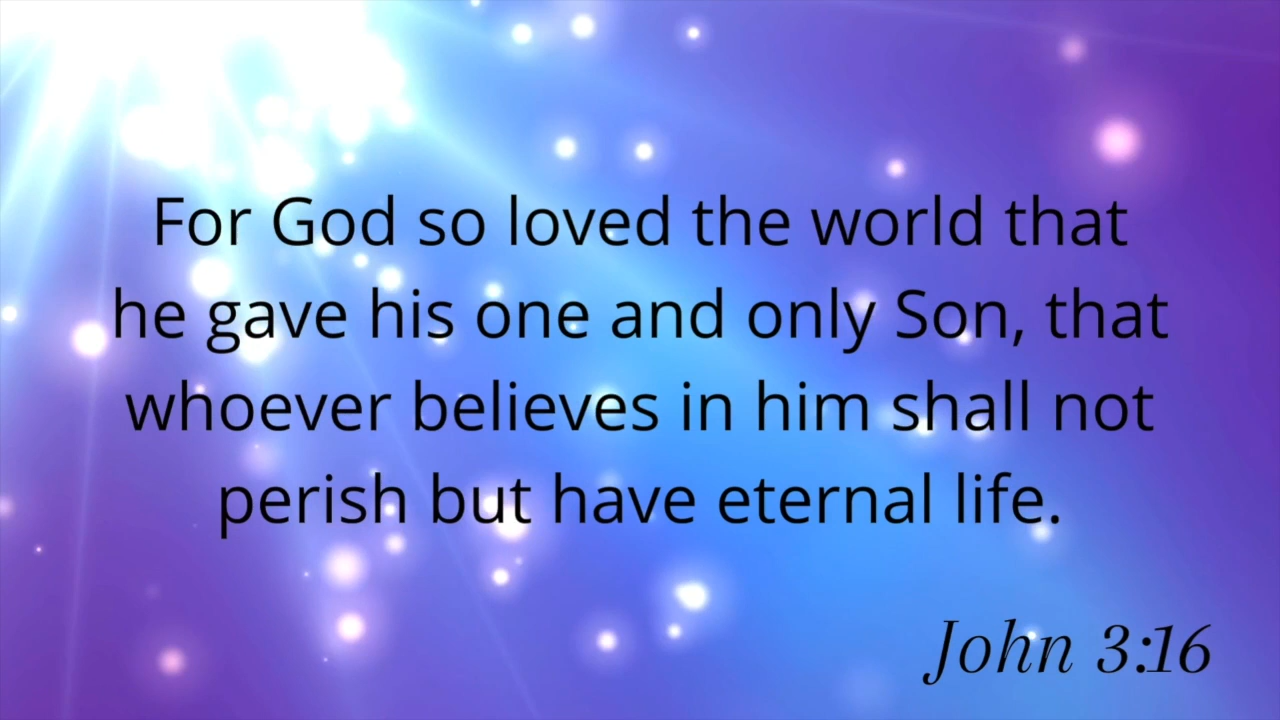 For God so loved the world that
he gave his one and only Son, that
whoever believes in him shall not
perish but have eternal life.
John 3:16